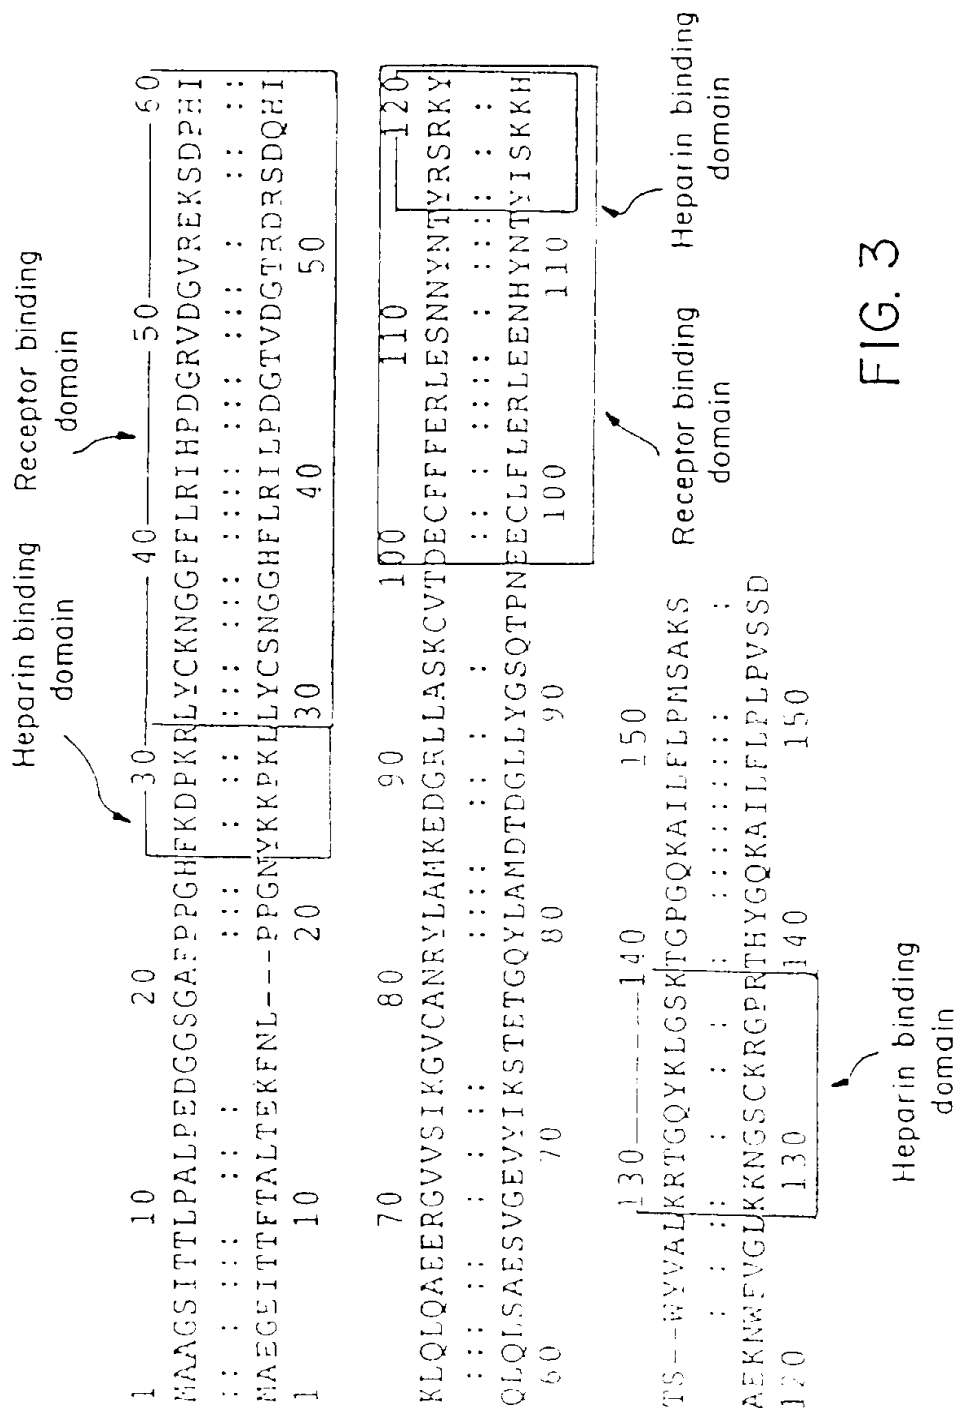 Heparin binding
domain
Receptor binding
domain
1 10 20 30 40 50 60
MAAGSITTLPALPEDGGSGAFPPGHFKDPKRLYCKNGGFFLRIHPDGRVDGVREKSDPHI
:: : ::: ::: : ::: : :: :::: :::: ::: ::: ::: : :: ::
MAEGEITTFTALTEKFNL---PPGNYKKPKLLYCSNGGHFLRILPDGTVDGTRDRSDQHI
1 10 20 30 40 50
70 80 90 100 110 120
KLQLQAEERGVVSIKGVCANRYLAMKEDGRLLASKCVTDECFFFERLESNNYNTYRSRKY
QLQLSAESVGEVYIKSTETGQYLAMDTDGLLYGSQTPNEECLFLERLEENHYNTYISKKH
60 70 80 90 100 110
Receptor binding
domain
Heparin binding
domain
130 140 150
TS--WYVALKRTGQYKLGSKTGPGQKAILFLPMSAKS
AEKNWFVGLKKNGSCKRGPRTHYGQKAILFLPLPVSSD
120 130 140 150
Heparin binding
domain
FIG. 3